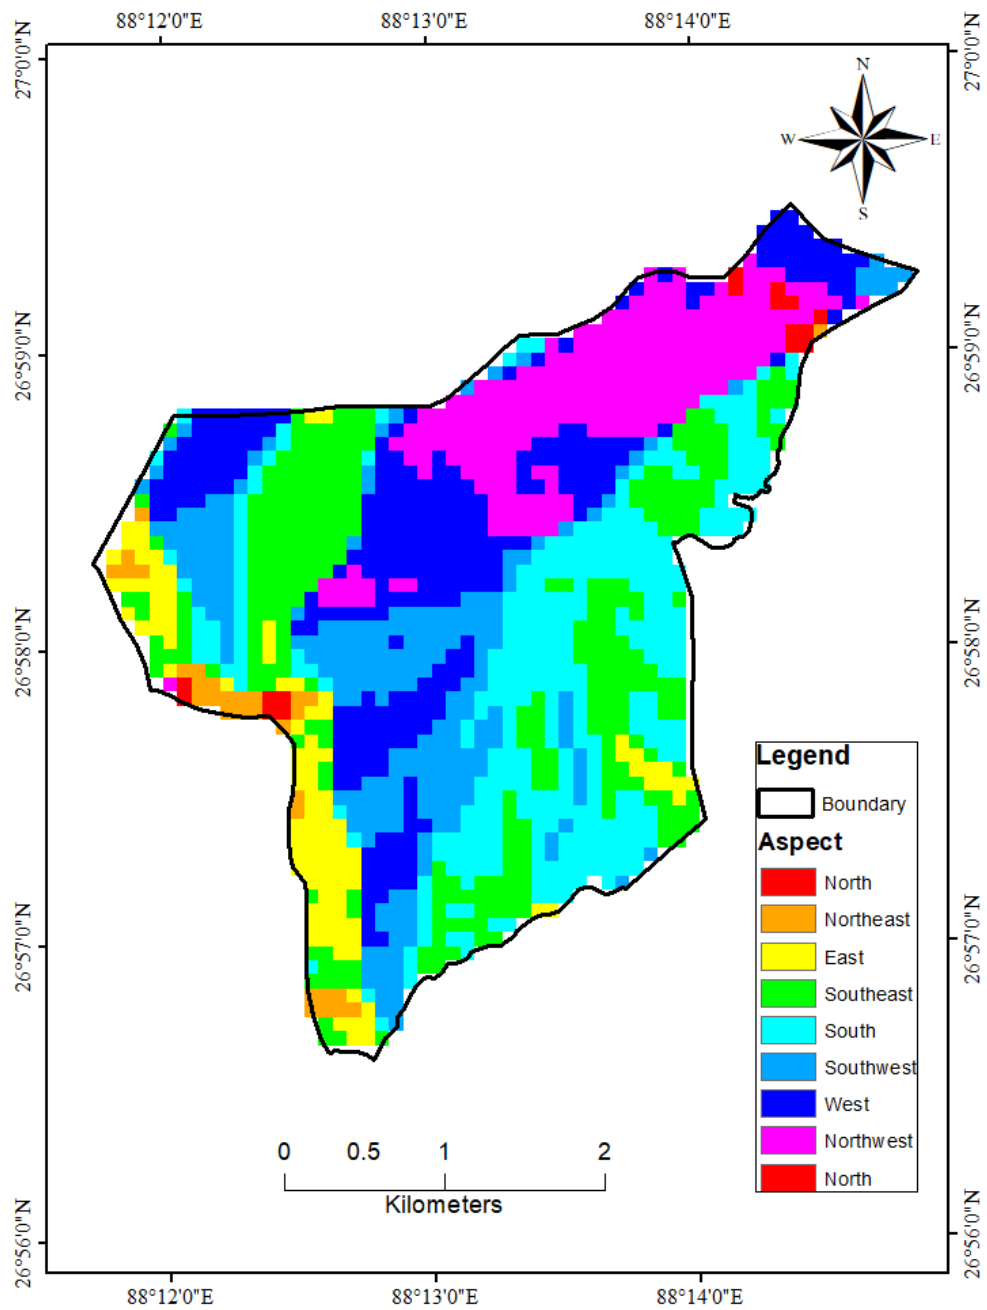 88°12'0"E 88°13'0"E 88°14'0"E
27°0'0"N
27°0'0"N
N
W
E
S
26°59'0"N
26°59'0"N
26°58'0"N
26°58'0"N
Legend
Boundary
Aspect
North
Northeast
East
Southeast
South
Southwest
West
Northwest
North
26°57'0"N
26°57'0"N
0 0.5 1 2
Kilometers
26°56'0"N
26°56'0"N
88°12'0"E 88°13'0"E 88°14'0"E